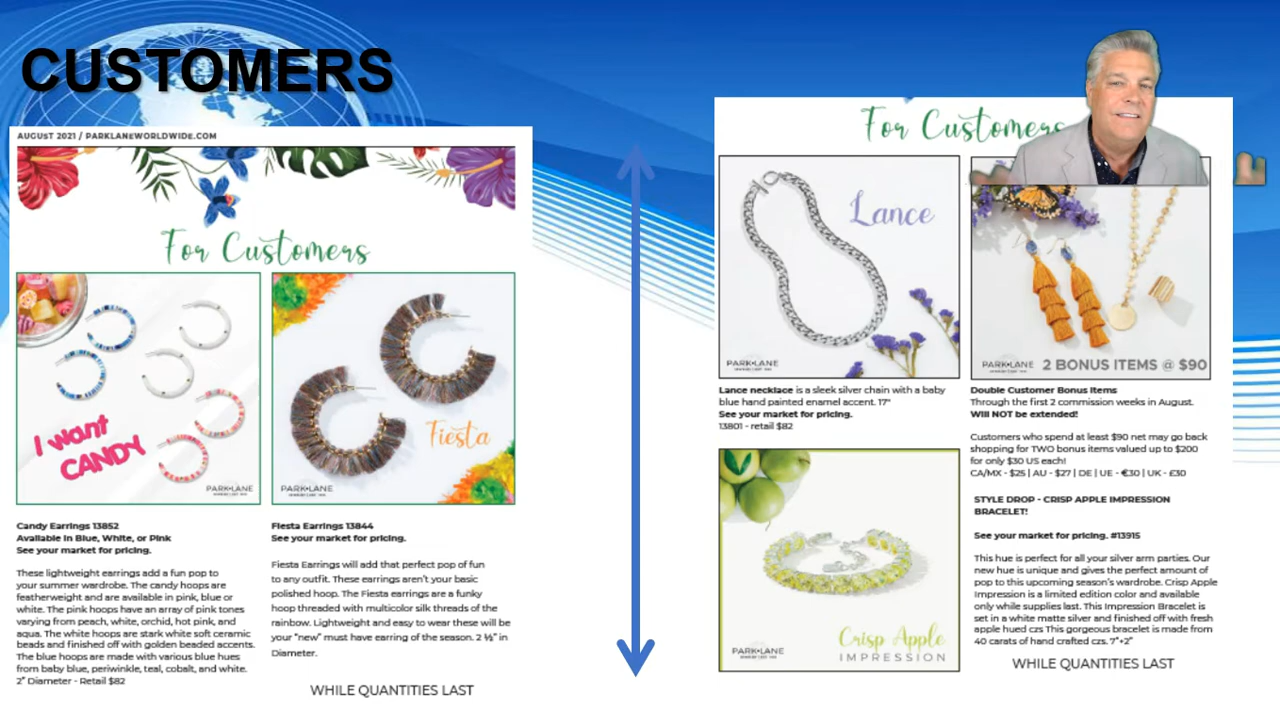 CUSTOMERS
AUGUST 2021 / PARKLANEWORLDWIDE.COM
For Customers
I want
CANDY
PARK LANE
Fiesta
PARK LANE
Candy Earrings 13852
Available in Blue, White, or Pink
See your market for pricing.
These lightweight earrings add a fun pop to
your summer wardrobe. The candy hoops are
featherweight and are available in pink, blue or
white. The pink hoops have an array of pink tones
varying from peach, white, orchid, hot pink, and
aqua. The white hoops are stark white soft ceramic
beads and finished off with golden beaded accents.
The blue hoops are made with various blue hues
from baby blue, periwinkle, teal, cobalt, and white.
2" Diameter - Retail $82
Fiesta Earrings 13844
See your market for pricing.
Fiesta Earrings will add that perfect pop of fun
to any outfit. These earrings aren't your basic
polished hoop. The Fiesta earrings are a funky
hoop threaded with multicolor silk threads of the
rainbow. Lightweight and easy to wear these will be
your "new" must have earring of the season. 2 ½" in
Diameter.
WHILE QUANTITIES LAST
For Customers
Lance
PARK LANE
Lance necklace is a sleek silver chain with a baby
blue hand painted enamel accent. 17"
See your market for pricing.
13801 - retail $82
Crisp Apple
IMPRESSION
PARK LANE
PARK LANE
2 BONUS ITEMS @ $90
Double Customer Bonus Items
Through the first 2 commission weeks in August.
Will NOT be extended!
Customers who spend at least $90 net may go back
shopping for TWO bonus items valued up to $200
for only $30 US each!
CA/MX - $25 | AU - $27 | DE | UE - €30 | UK - £30
STYLE DROP - CRISP APPLE IMPRESSION
BRACELET!
See your market for pricing. #13915
This hue is perfect for all your silver arm parties. Our
new hue is unique and gives the perfect amount of
pop to this upcoming season's wardrobe. Crisp Apple
Impression is a limited edition color and available
only while supplies last. This Impression Bracelet is
set in a white matte silver and finished off with fresh
apple hued czs This gorgeous bracelet is made from
40 carats of hand crafted czs. 7"+2"
WHILE QUANTITIES LAST